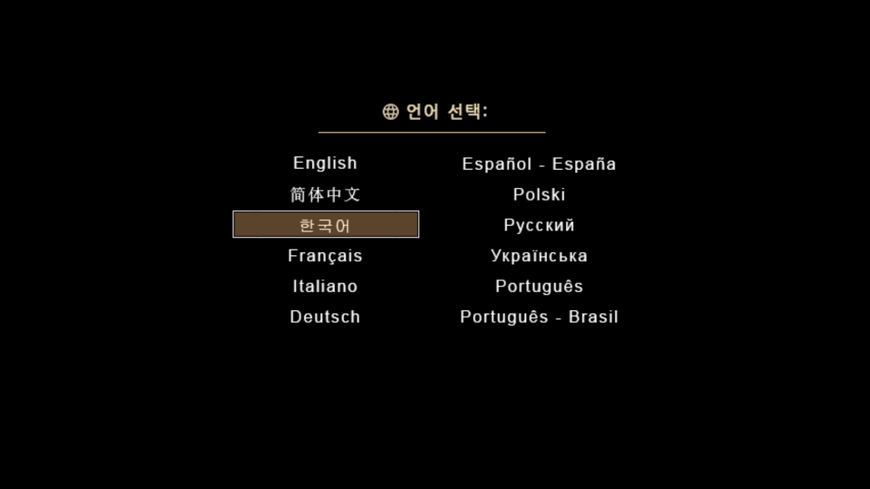 언어 선택:
English
简体中文
한국어
Français
Italiano
Deutsch
Español - España
Polski
Русский
Українська
Português
Português - Brasil